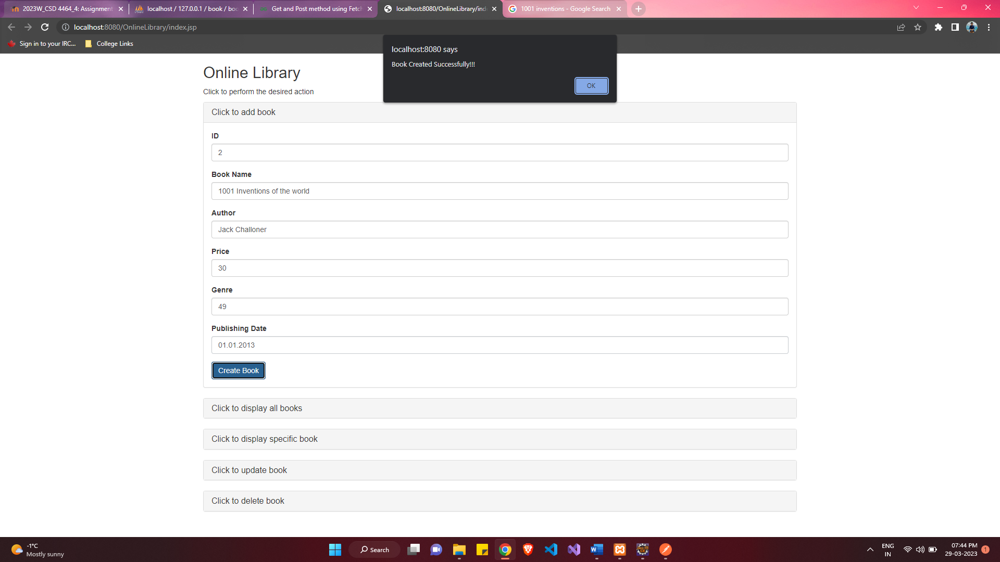 2023W_CSD 4464_4: Assignment
localhost / 127.0.0.1 / book / boo
Get and Post method using Fetch
localhost:8080/OnlineLibrary/inde
1001 inventions - Google Search
localhost:8080/OnlineLibrary/index.jsp
Sign in to your IRC...
College Links
localhost:8080 says
Book Created Successfully!!!
OK
Online Library
Click to perform the desired action
Click to add book
ID
2
Book Name
1001 Inventions of the world
Author
Jack Challoner
Price
30
Genre
49
Publishing Date
01.01.2013
Create Book
Click to display all books
Click to display specific book
Click to update book
Click to delete book
-1°C
Mostly sunny
Search
ENG
IN
07:44 PM
29-03-2023
1